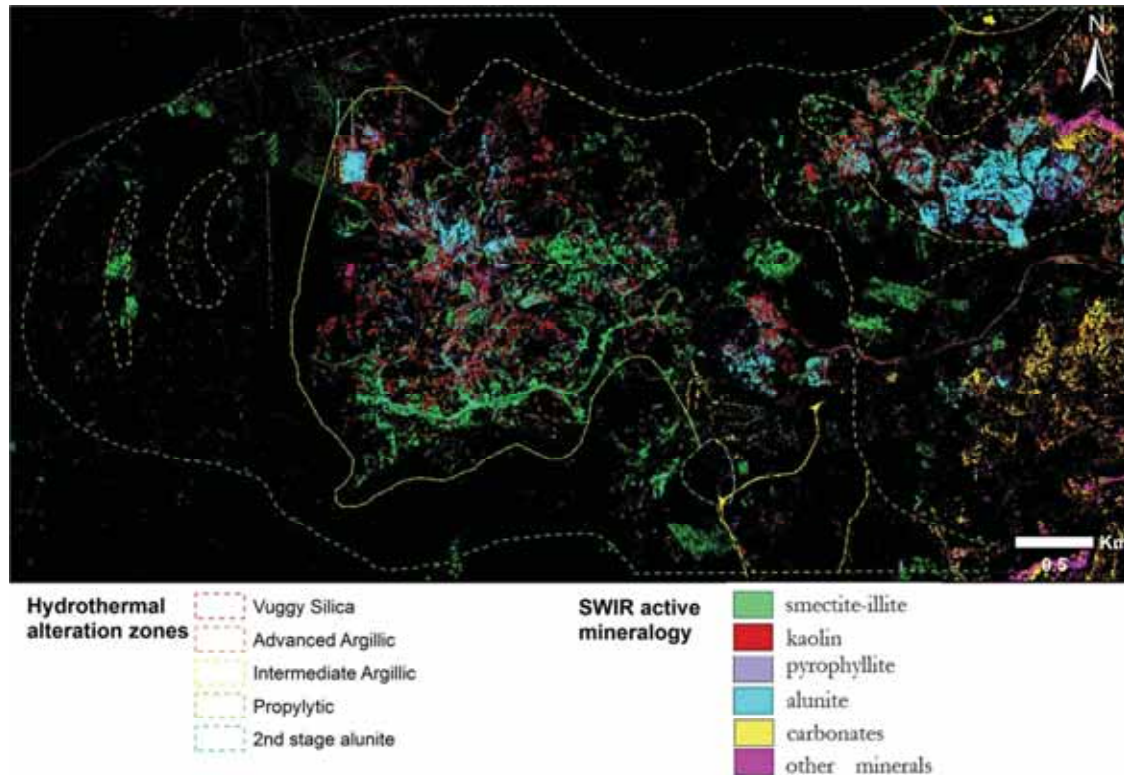 N
Km
0.5
Hydrothermal
alteration zones
Vuggy Silica
Advanced Argillic
Intermediate Argillic
Propylytic
2nd stage alunite
SWIR active
mineralogy
smectite-illite
kaolin
pyrophyllite
alunite
carbonates
other minerals